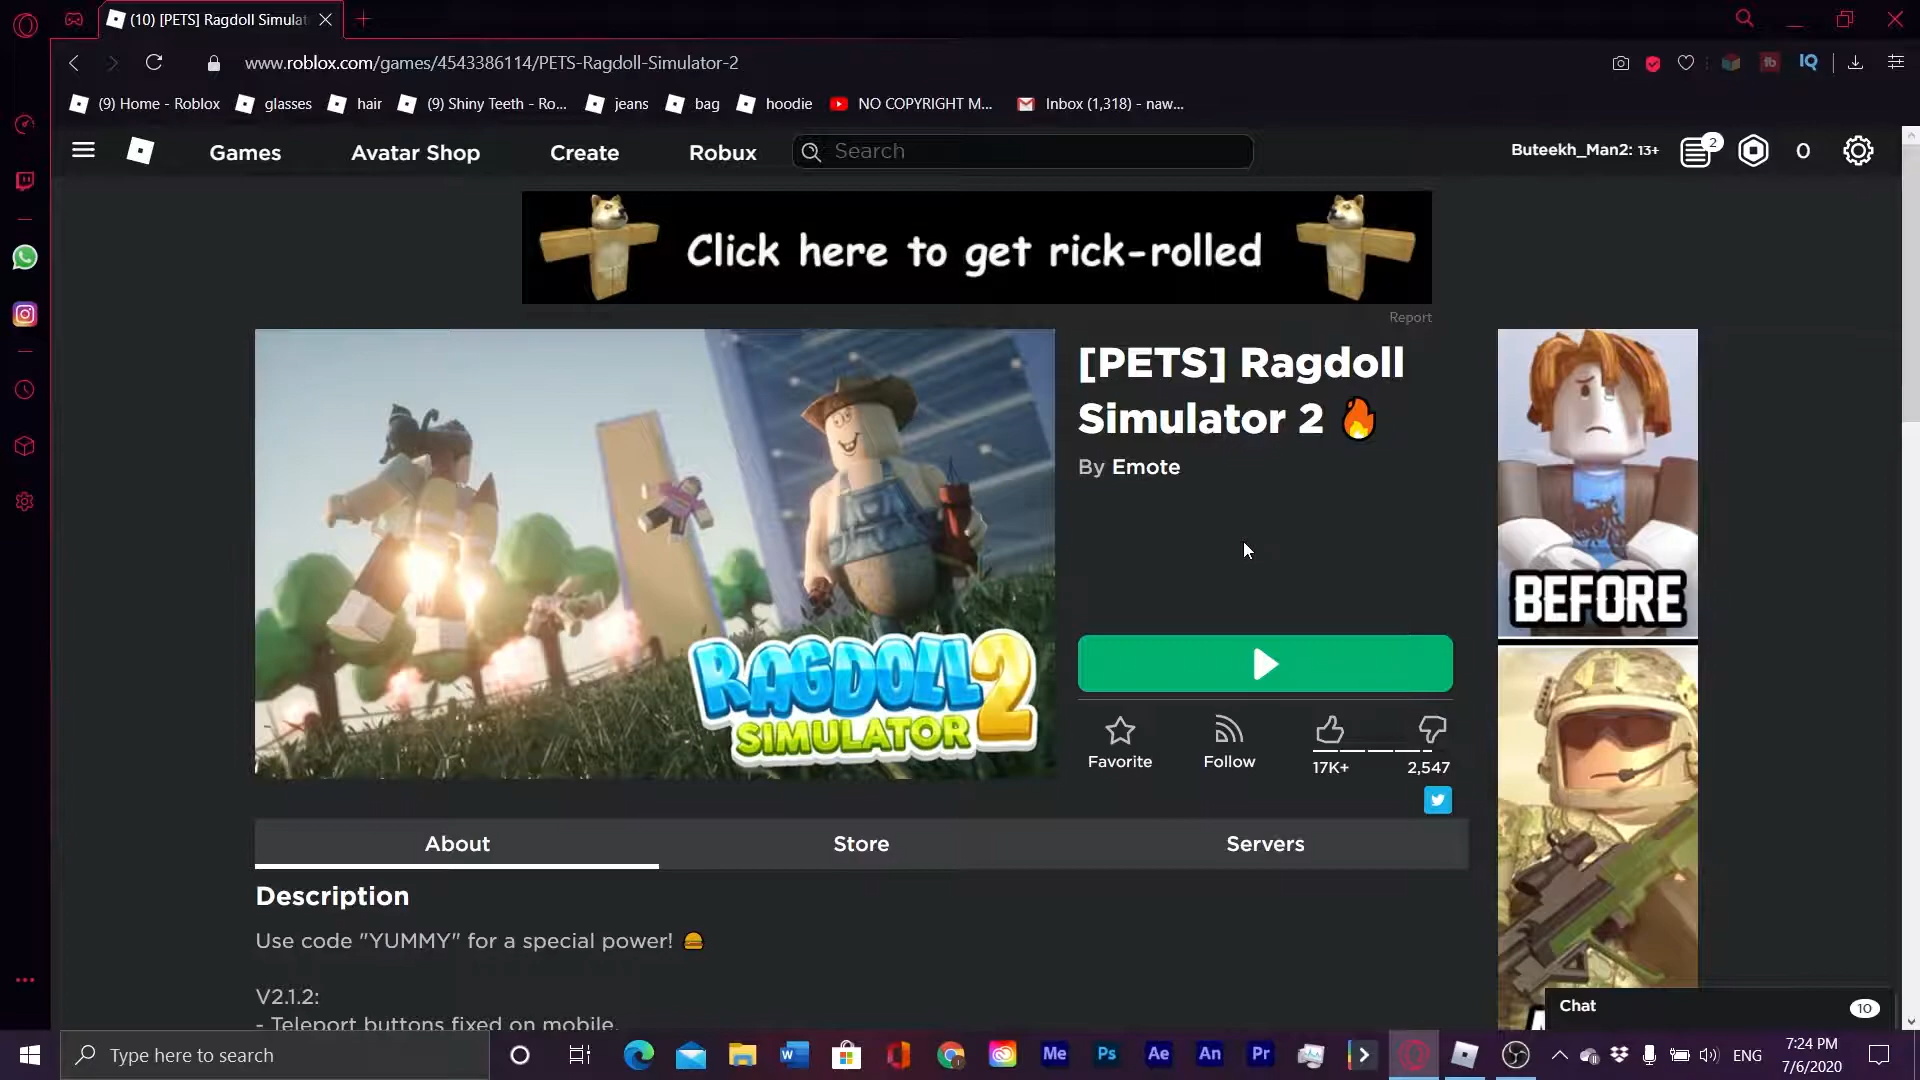 (10) [PETS] Ragdoll Simulat
www.roblox.com/games/4543386114/PETS-Ragdoll-Simulator-2
(9) Home - Roblox glasses hair (9) Shiny Teeth - Ro... jeans bag hoodie NO COPYRIGHT M... Inbox (1,318) - naw...
Games Avatar Shop Create Robux Search Buteekh_Man2: 13+ 2 0
Click here to get rick-rolled
Report
[PETS] Ragdoll
Simulator 2 🔥
By Emote
BEFORE
RAGDOLL 2
SIMULATOR
Favorite Follow 17K+ 2,547
About Store Servers
Description
Use code "YUMMY" for a special power! 🍔
V2.1.2:
- Teleport buttons fixed on mobile.
Chat 10
Type here to search Me Ps Ae An Pr ENG 7:24 PM
7/6/2020